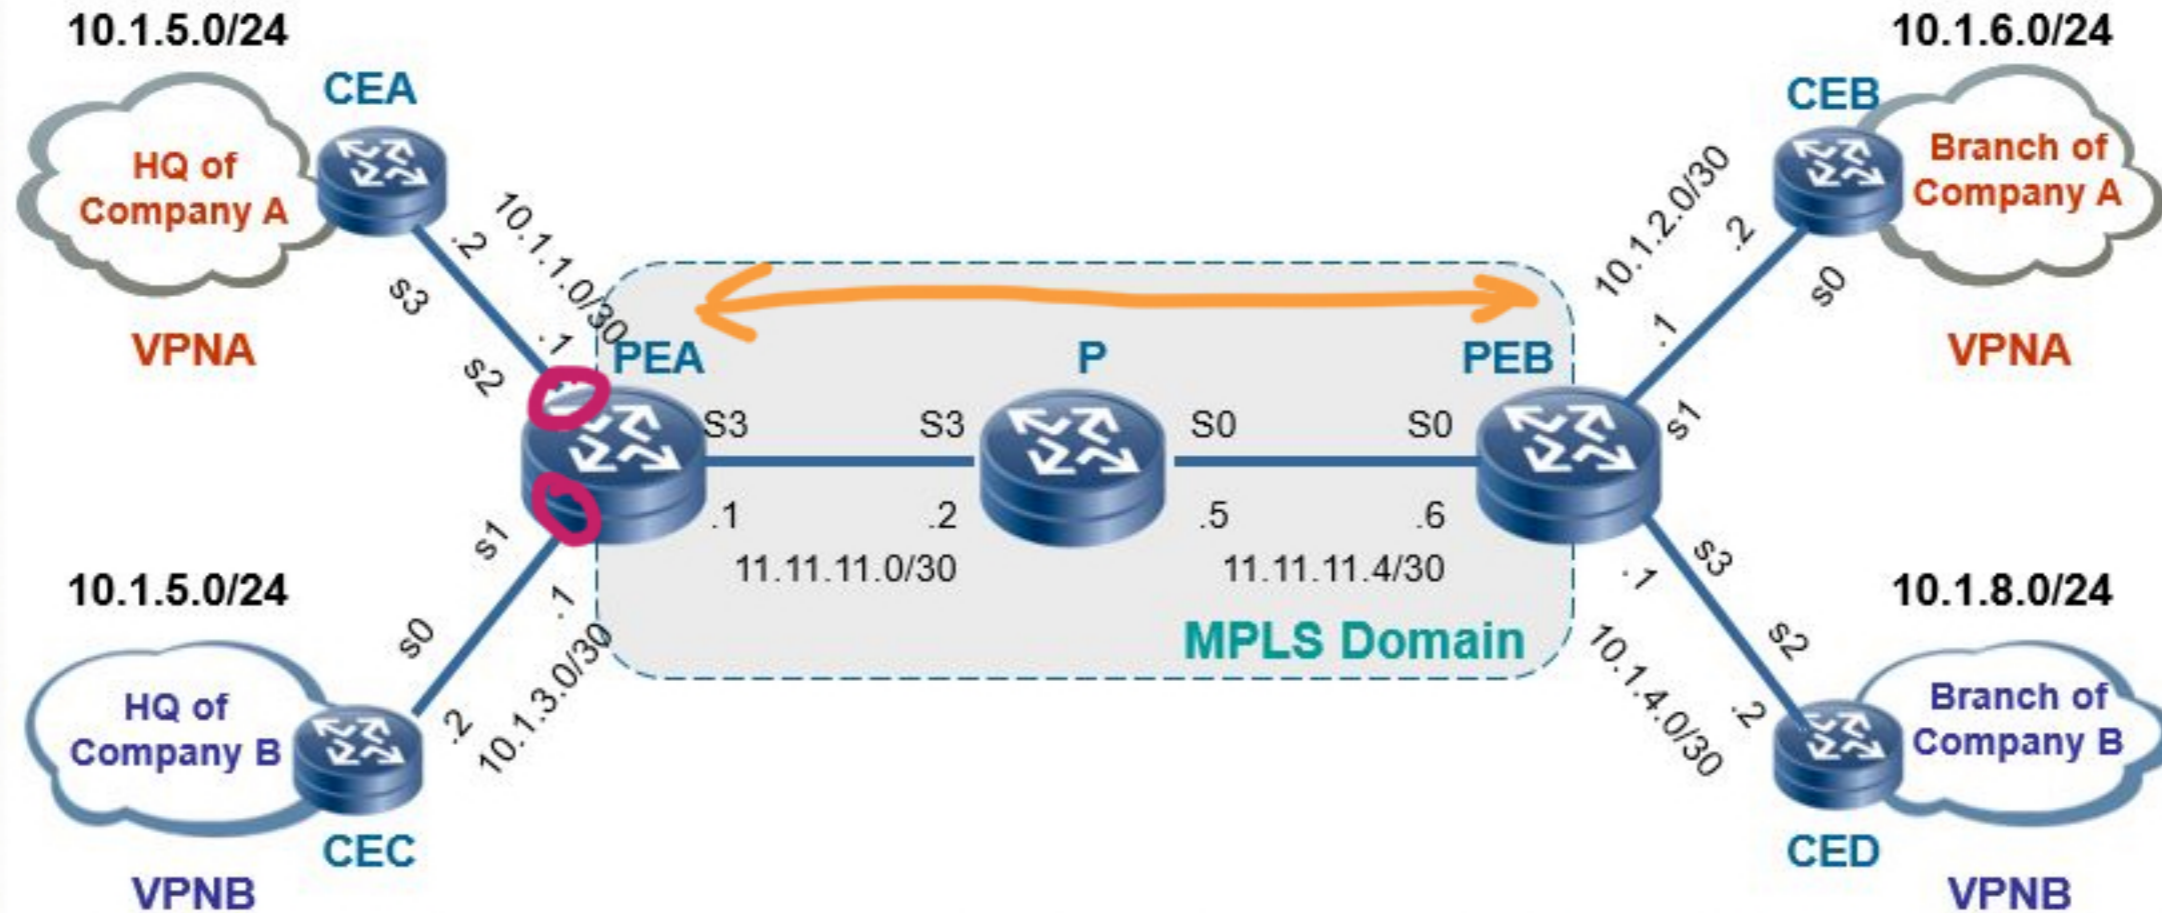 10.1.5.0/24
10.1.6.0/24
CEA
CEB
HQ of
Company A
Branch of
Company A
.2
10.1.1.0/30
10.1.2.0/30
.2
s3
s0
VPNA
VPNA
.1
.1
s2
s1
PEA
P
PEB
S3
S3
S0
S0
.1
.2
.5
.6
11.11.11.0/30
11.11.11.4/30
MPLS Domain
s1
s3
.1
.1
10.1.5.0/24
10.1.8.0/24
s0
s2
10.1.3.0/30
10.1.4.0/30
.2
.2
HQ of
Company B
Branch of
Company B
CEC
CED
VPNB
VPNB